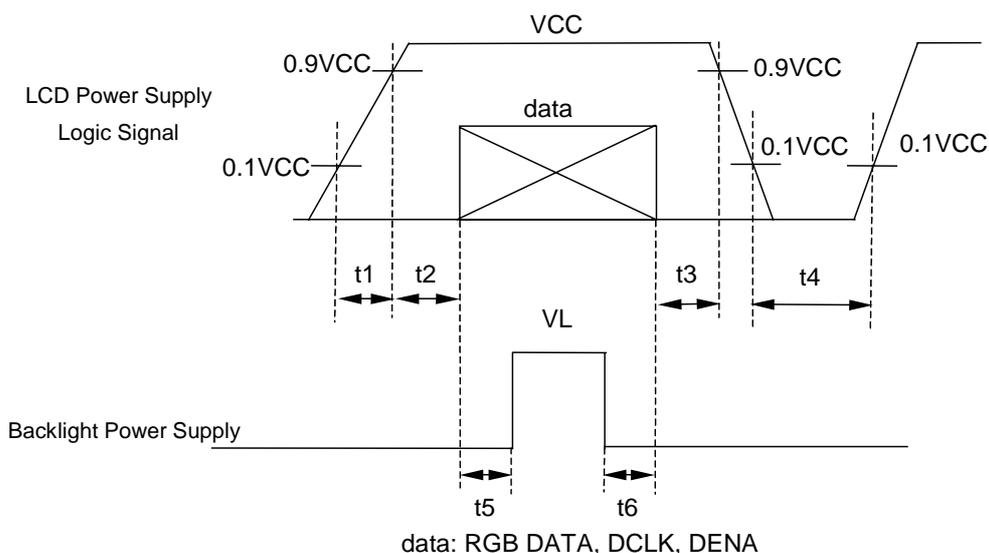 VCC
0.9VCC
0.9VCC
LCD Power Supply
Logic Signal
data
0.1VCC
0.1VCC
0.1VCC
t1
t2
t3
t4
VL
Backlight Power Supply
t5
t6
data: RGB DATA, DCLK, DENA